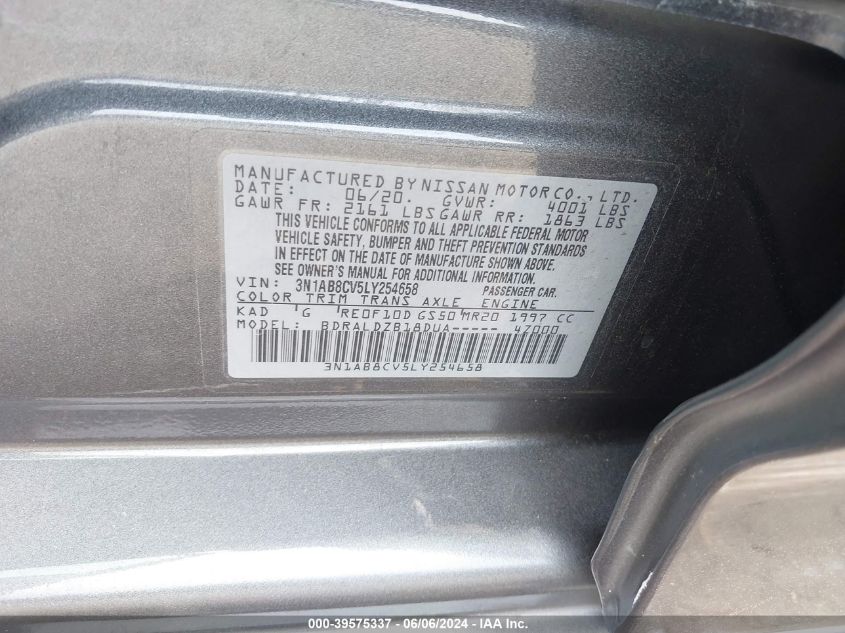 MANUFACTURED BY NISSAN MOTOR CO., LTD.
DATE: 06/20. GVWR: 4001 LBS
GAWR FR: 2161 LBS GAWR RR: 1863 LBS
THIS VEHICLE CONFORMS TO ALL APPLICABLE FEDERAL MOTOR
VEHICLE SAFETY, BUMPER AND THEFT PREVENTION STANDARDS
IN EFFECT ON THE DATE OF MANUFACTURE SHOWN ABOVE.
SEE OWNER'S MANUAL FOR ADDITIONAL INFORMATION.
VIN: 3N1AB8CV5LY254658 PASSENGER CAR.
COLOR TRIM TRANS AXLE ENGINE
KAD 'G 'RE0F10D GS50'MR20 1997 CC
MODEL: BDRALDZB18DUA----- 4Z000
3N1AB8CV5LY254658
000-39575337 - 06/06/2024 - IAA Inc.